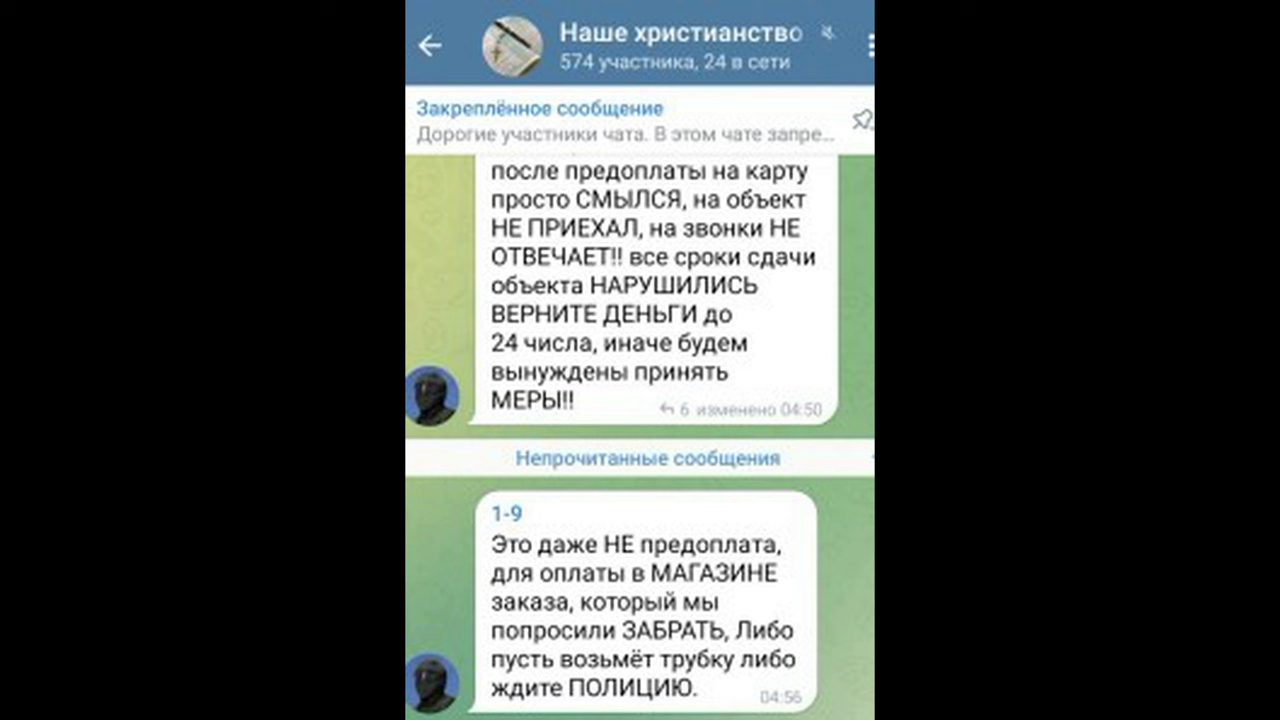 Наше христианство
574 участника, 24 в сети
Закреплённое сообщение
Дорогие участники чата. В этом чате запре...
после предоплаты на карту
просто СМЫЛСЯ, на объект
НЕ ПРИЕХАЛ, на звонки НЕ
ОТВЕЧАЕТ!! все сроки сдачи
объекта НАРУШИЛИСЬ
ВЕРНИТЕ ДЕНЬГИ до
24 числа, иначе будем
вынуждены принять
МЕРЫ!!
6 изменено 04:50
Непрочитанные сообщения
1-9
Это даже НЕ предоплата,
для оплаты в МАГАЗИНЕ
заказа, который мы
попросили ЗАБРАТЬ, Либо
пусть возьмёт трубку либо
ждите ПОЛИЦИЮ.
04:56